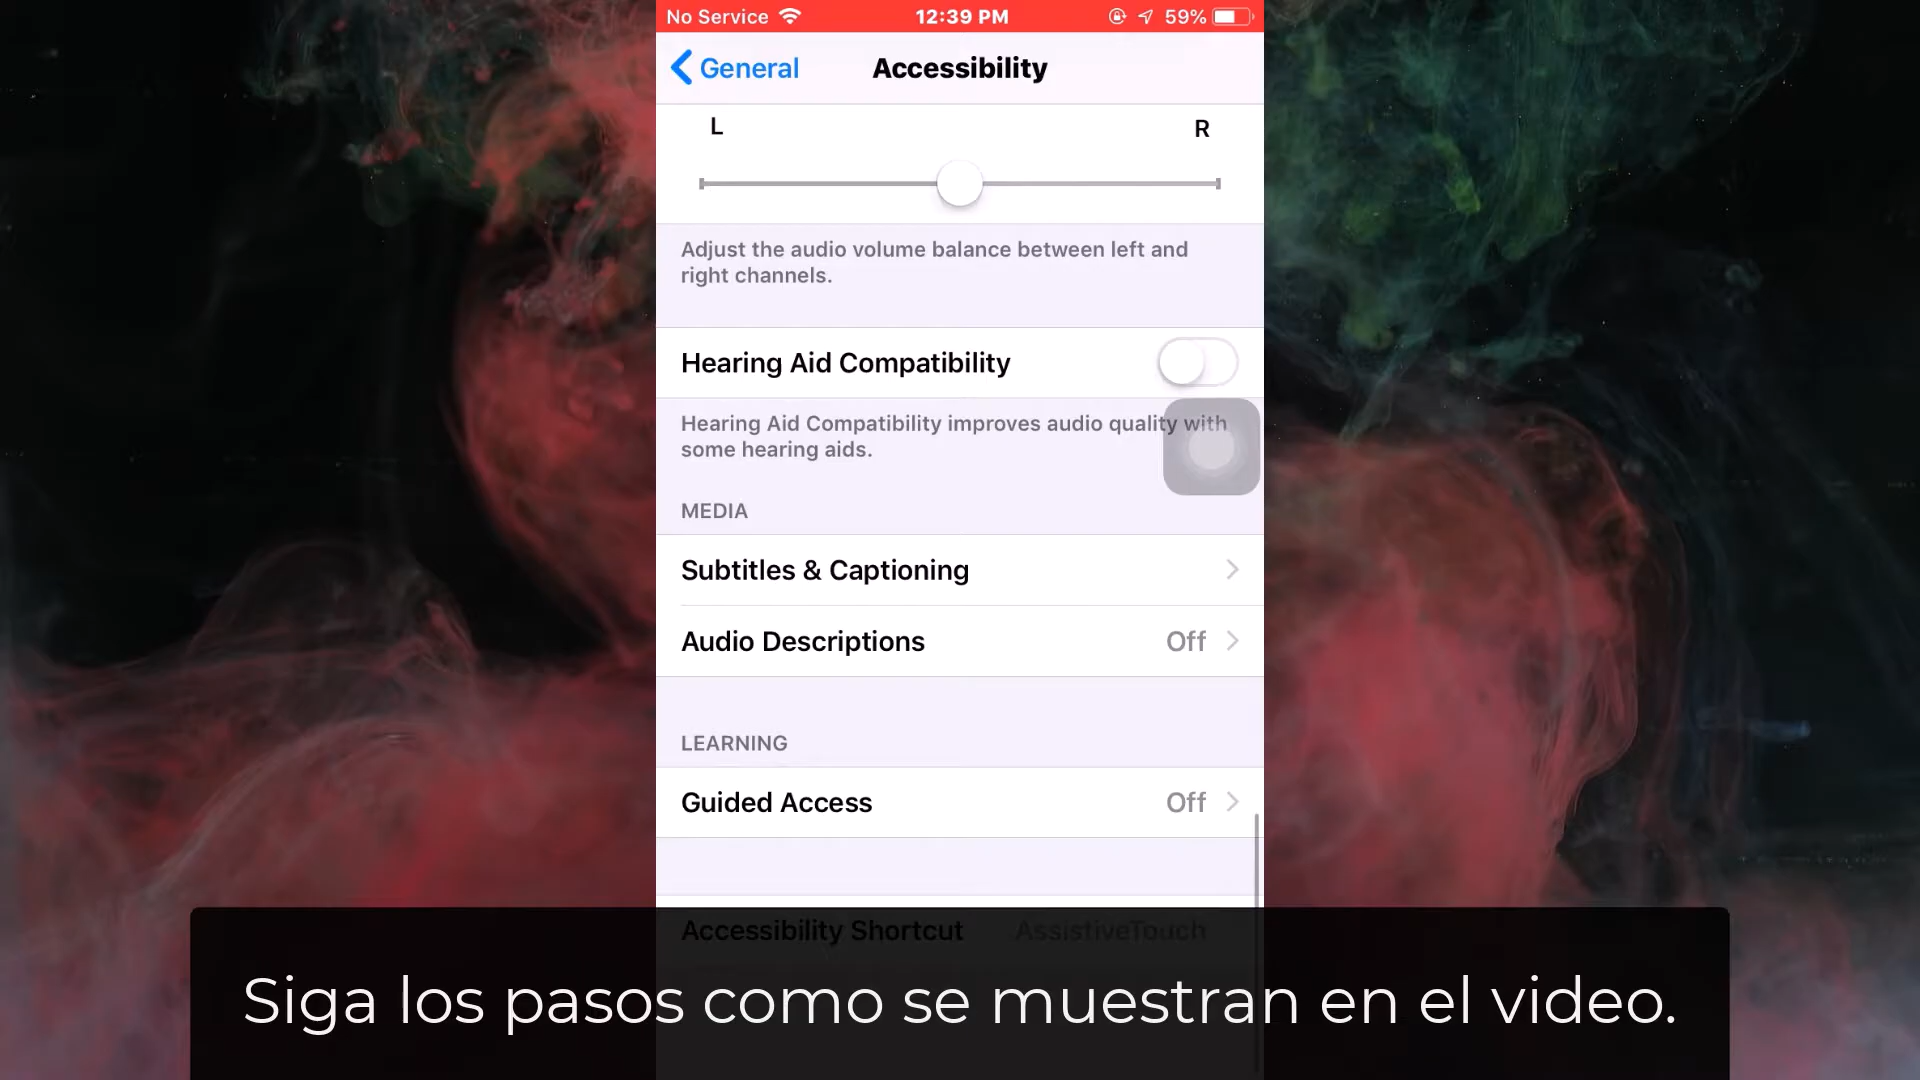 No Service 12:39 PM 59%
General Accessibility
L R
Adjust the audio volume balance between left and
right channels.
Hearing Aid Compatibility
Hearing Aid Compatibility improves audio quality with
some hearing aids.
MEDIA
Subtitles & Captioning
Audio Descriptions Off
LEARNING
Guided Access Off
Accessibility Shortcut AssistiveTouch
Siga los pasos como se muestran en el video.